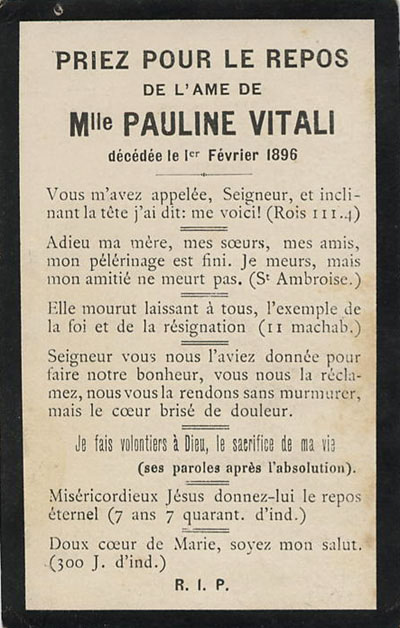 PRIEZ POUR LE REPOS
DE L'AME DE
Mlle PAULINE VITALI
décédée le 1er Février 1896
Vous m'avez appelée, Seigneur, et incli-
nant la tête j'ai dit: me voici! (Rois III.4)
Adieu ma mère, mes sœurs, mes amis,
mon pélérinage est fini. Je meurs, mais
mon amitié ne meurt pas. (St Ambroise.)
Elle mourut laissant à tous, l'exemple de
la foi et de la résignation (II machab.)
Seigneur vous nous l'aviez donnée pour
faire notre bonheur, vous nous la récla-
mez, nous vous la rendons sans murmurer,
mais le cœur brisé de douleur.
Je fais volontiers à Dieu, le sacrifice de ma vie
(ses paroles après l'absolution).
Miséricordieux Jésus donnez-lui le repos
éternel (7 ans 7 quarant. d'ind.)
Doux cœur de Marie, soyez mon salut.
(300 J. d'ind.)
R. I. P.